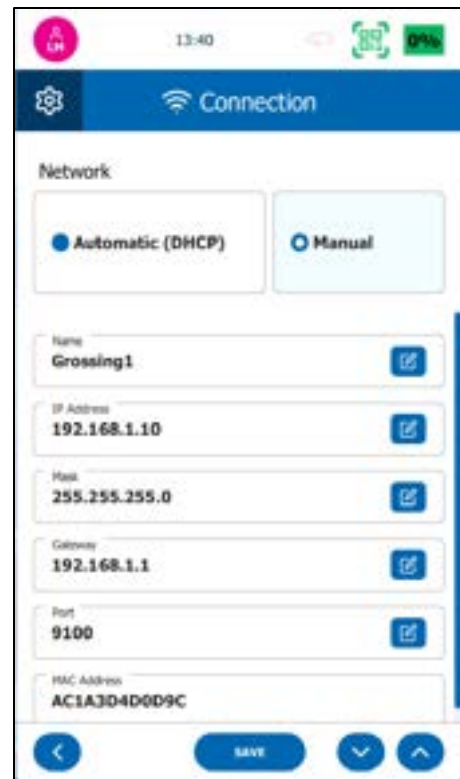 LM 13:40 0%
Connection
Network
Automatic (DHCP) Manual
Name
Grossing1
IP Address
192.168.1.10
Mask
255.255.255.0
Gateway
192.168.1.1
Port
9100
MAC Address
AC1A3D4D0D9C
SAVE